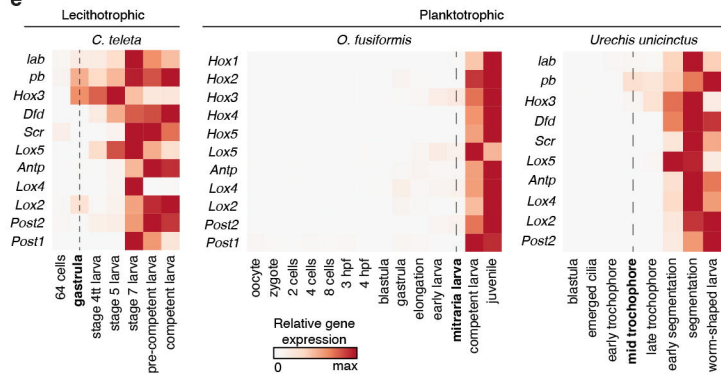 e
Lecithotrophic
Planktotrophic
C. teleta
O. fusiformis
Urechis unicinctus
lab
pb
Hox3
Dfd
Scr
Lox5
Antp
Lox4
Lox2
Post2
Post1
Hox1
Hox2
Hox3
Hox4
Hox5
Lox5
Antp
Lox4
Lox2
Post2
Post1
lab
pb
Hox3
Dfd
Scr
Lox5
Antp
Lox4
Lox2
Post2
64 cells
gastrula
stage 4tt larva
stage 5 larva
stage 7 larva
pre-competent larva
competent larva
oocyte
zygote
2 cells
4 cells
8 cells
3 hpf
4 hpf
blastula
gastrula
elongation
early larva
mitraria larva
competent larva
juvenile
blastula
emerged cilia
early trochophore
mid trochophore
late trochophore
early segmentation
segmentation
worm-shaped larva
Relative gene
expression
0
max